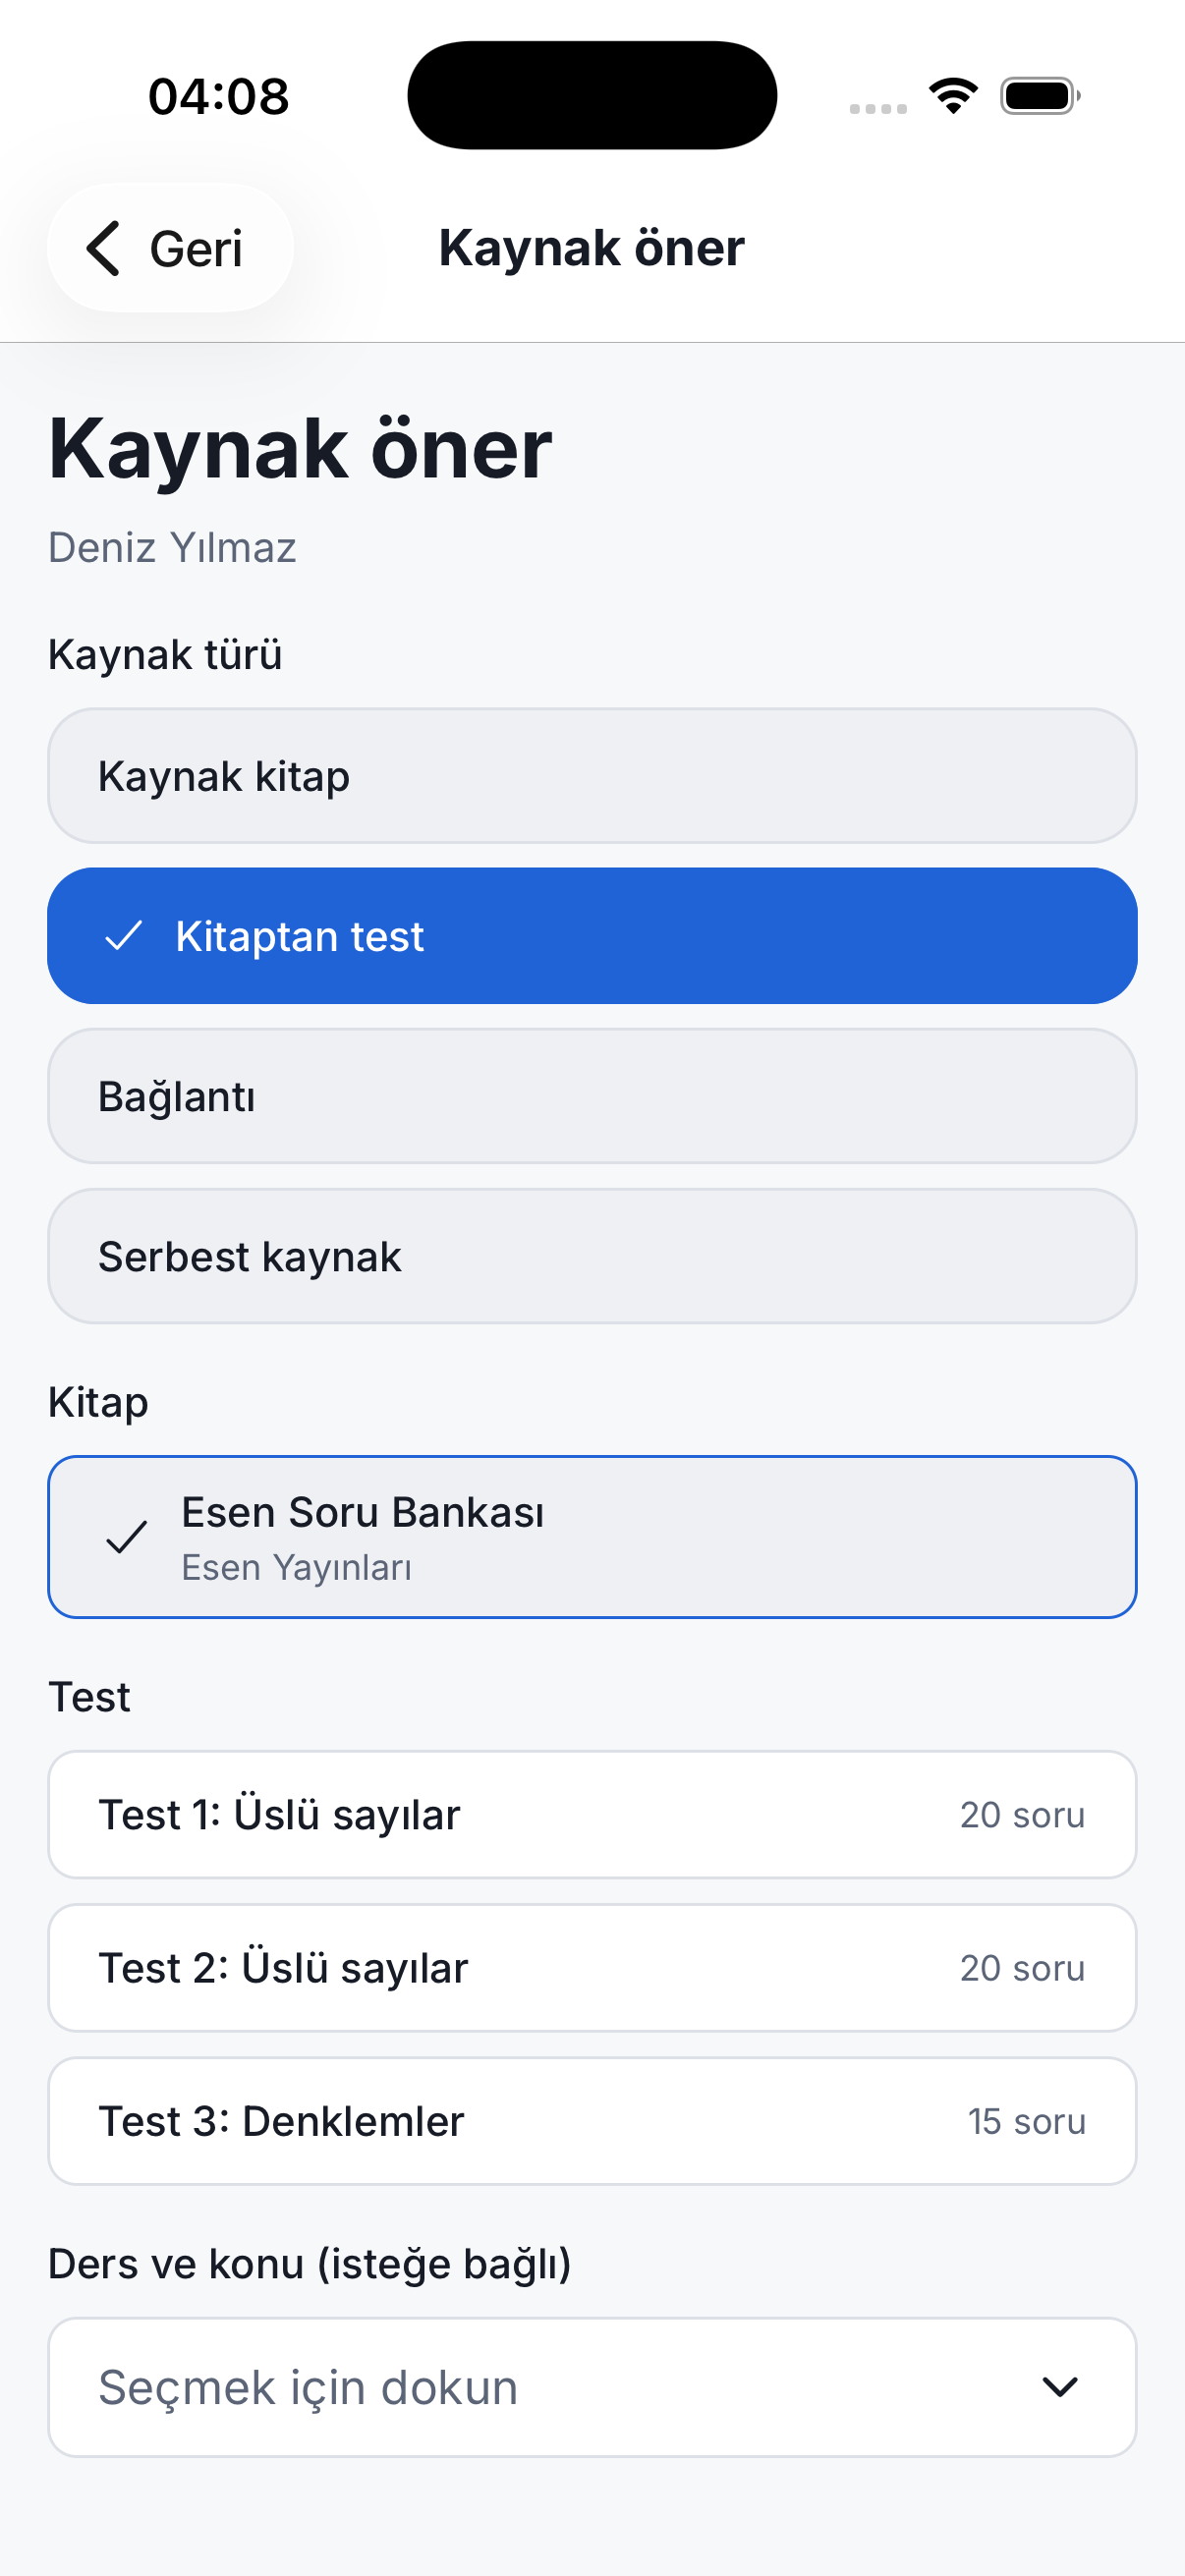 04:08
Geri
Kaynak öner
Kaynak öner
Deniz Yılmaz
Kaynak türü
Kaynak kitap
Kitaptan test
Bağlantı
Serbest kaynak
Kitap
Esen Soru Bankası
Esen Yayınları
Test
Test 1: Üslü sayılar 20 soru
Test 2: Üslü sayılar 20 soru
Test 3: Denklemler 15 soru
Ders ve konu (isteğe bağlı)
Seçmek için dokun